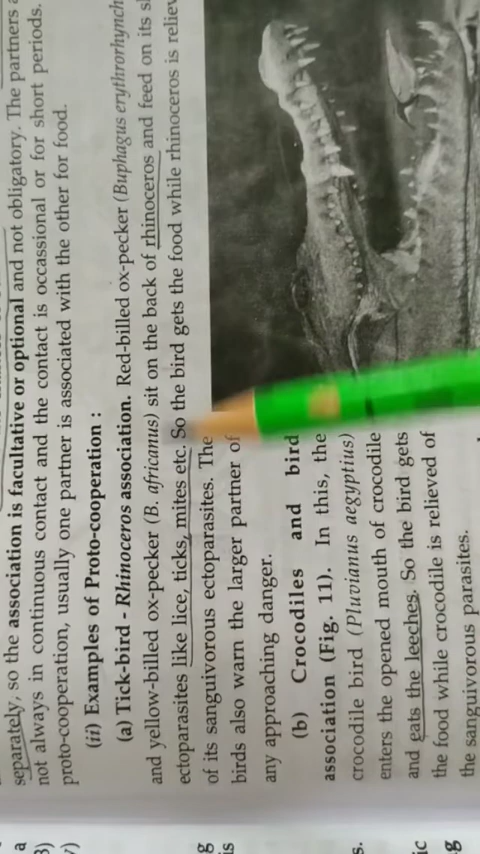 separately, so the association is facultative or optional and not obligatory. The partners
not always in continuous contact and the contact is occassional or for short periods.
proto-cooperation, usually one partner is associated with the other for food.
(ii) Examples of Proto-cooperation :
(a) Tick-bird - Rhinoceros association. Red-billed ox-pecker (Buphagus erythrorhynch
and yellow-billed ox-pecker (B. africanus) sit on the back of rhinoceros and feed on its
ectoparasites like lice, ticks, mites etc. So the bird gets the food while rhinoceros is reliev
of its sanguivorous ectoparasites. The
birds also warn the larger partner of
any approaching danger.
(b) Crocodiles and bird
association (Fig. 11). In this, the
crocodile bird (Pluvianus aegyptius)
enters the opened mouth of crocodile
and eats the leeches. So the bird gets
the food while crocodile is relieved of
the sanguivorous parasites.